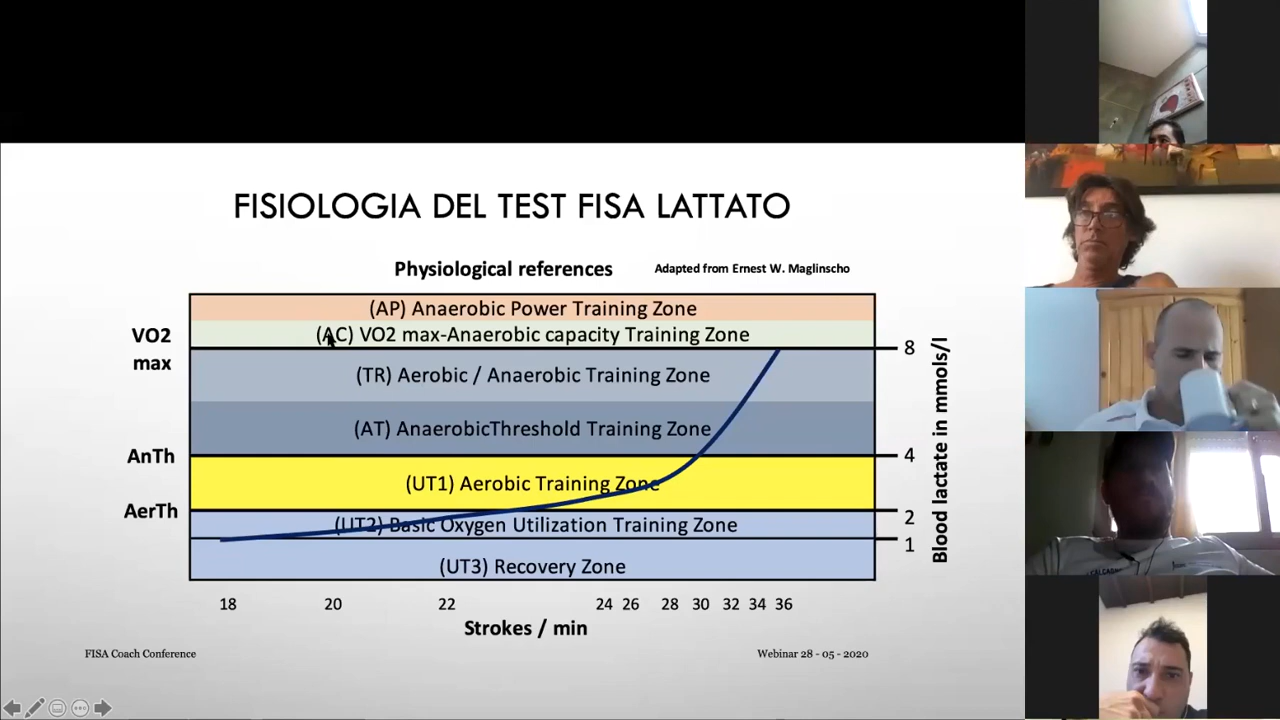 FISIOLOGIA DEL TEST FISA LATTATO
Physiological references
Adapted from Ernest W. Maglinscho
(AP) Anaerobic Power Training Zone
VO2 max
(AC) VO2 max-Anaerobic capacity Training Zone
8
(TR) Aerobic / Anaerobic Training Zone
(AT) AnaerobicThreshold Training Zone
AnTh
4
(UT1) Aerobic Training Zone
AerTh
2
(UT2) Basic Oxygen Utilization Training Zone
1
(UT3) Recovery Zone
Blood lactate in mmols/l
18 20 22 24 26 28 30 32 34 36
Strokes / min
FISA Coach Conference
Webinar 28 - 05 - 2020